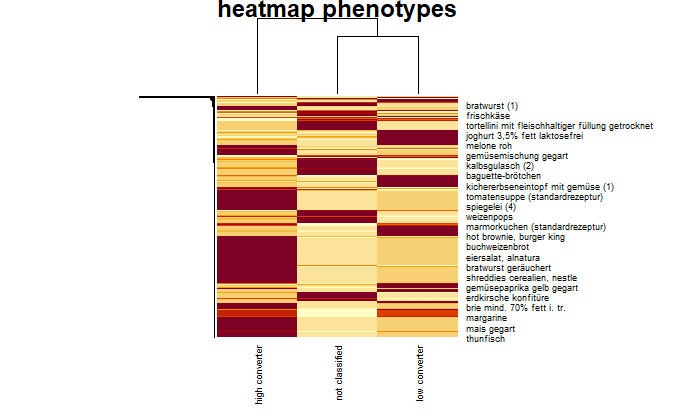 heatmap phenotypes
bratwurst (1)
frischkäse
tortellini mit fleischhaltiger füllung getrocknet
joghurt 3,5% fett laktosefrei
melone roh
gemüsemischung gegart
kalbsgulasch (2)
baguette-brötchen
kichererbseneintopf mit gemüse (1)
tomatensuppe (standardrezeptur)
spiegelei (4)
weizenpops
marmorkuchen (standardrezeptur)
hot brownie, burger king
buchweizenbrot
eiersalat, alnatura
bratwurst geräuchert
shreddies cerealien, nestle
gemüsepaprika gelb gegart
erdkirsche konfitüre
brie mind. 70% fett i. tr.
margarine
mais gegart
thunfisch
high converter
not classified
low converter